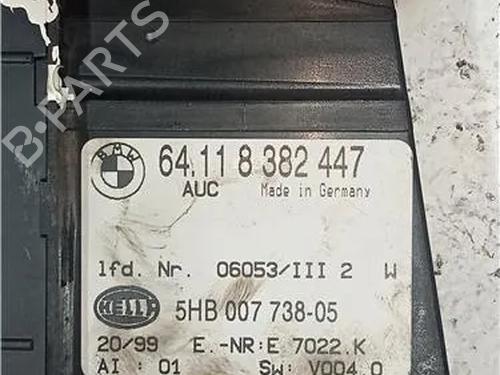 BMW
64.11 8 382 447
AUC Made in Germany
lfd. Nr. 06053/III 2 W
HELLA
5HB 007 738-05
20/99 E.-NR:E 7022.K
AI : 01 SW: V004.0
B-Parts